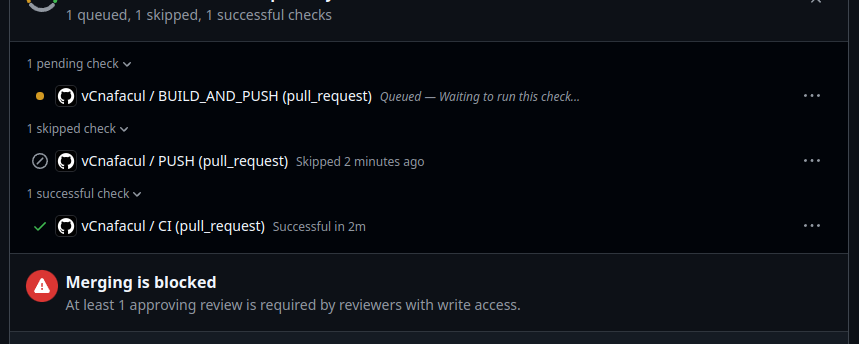 1 queued, 1 skipped, 1 successful checks
1 pending check
vCnafacul / BUILD_AND_PUSH (pull_request) Queued — Waiting to run this check...
1 skipped check
vCnafacul / PUSH (pull_request) Skipped 2 minutes ago
1 successful check
vCnafacul / CI (pull_request) Successful in 2m
Merging is blocked
At least 1 approving review is required by reviewers with write access.